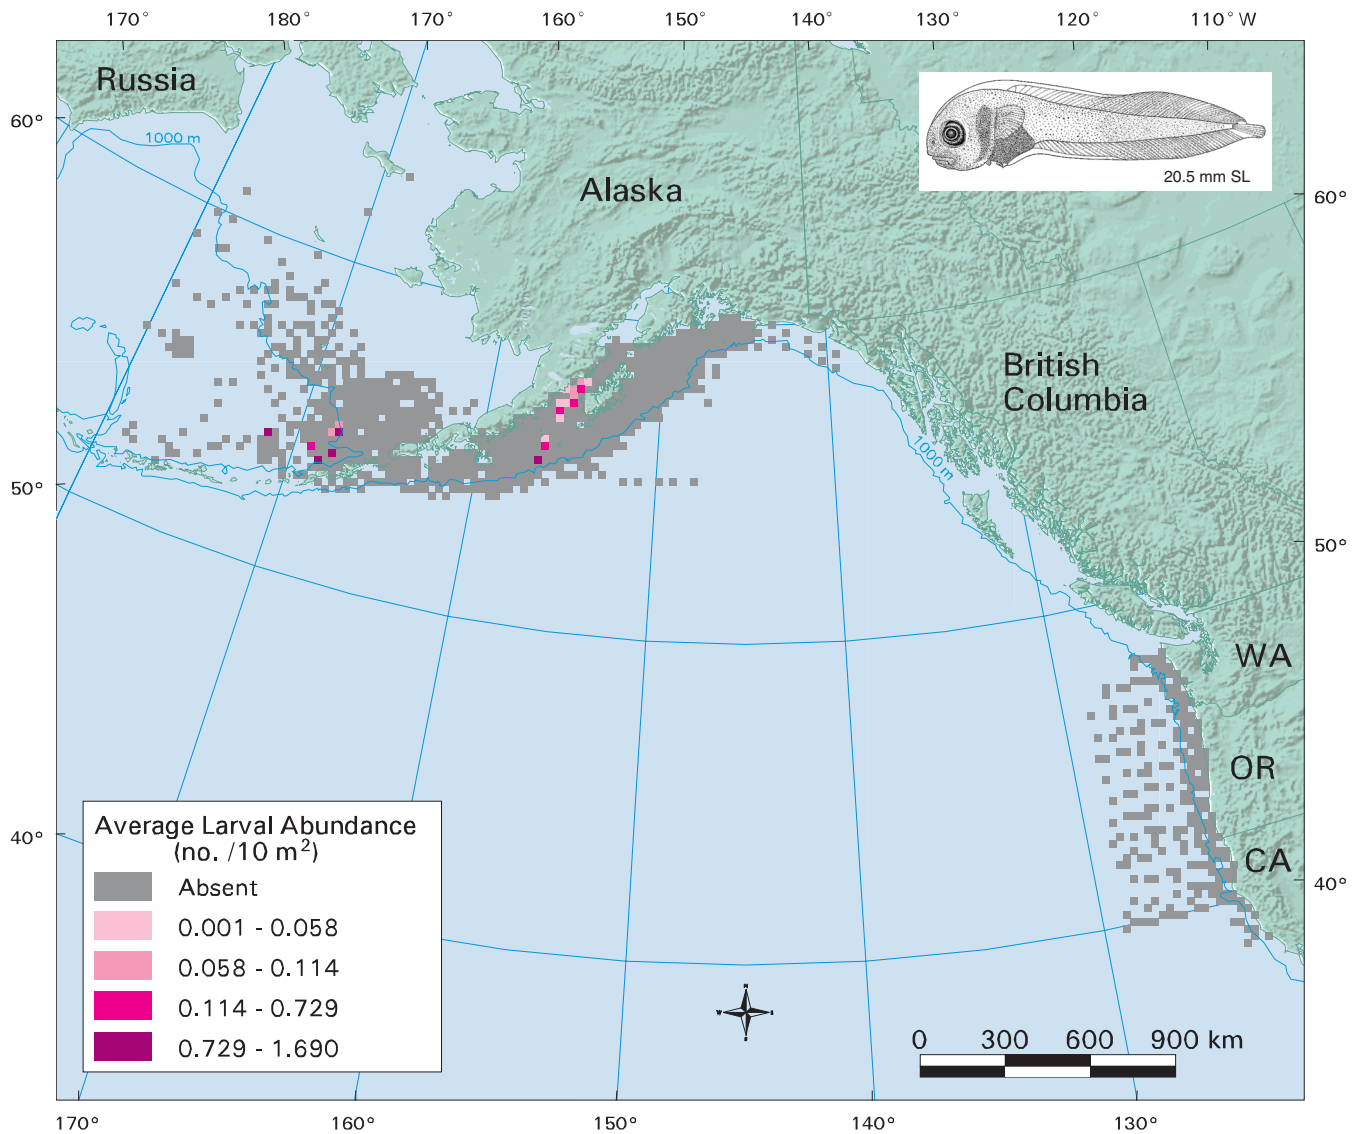 170° 180° 170° 160° 150° 140° 130° 120° 110° W
Russia
60°
1000 m
20.5 mm SL
Alaska
60°
British
Columbia
1000 m
50°
50°
WA
OR
40°
CA
40°
Average Larval Abundance
(no. /10 m²)
Absent
0.001 - 0.058
0.058 - 0.114
0.114 - 0.729
0.729 - 1.690
N
W
S
0 300 600 900 km
170° 160° 150° 140° 130°